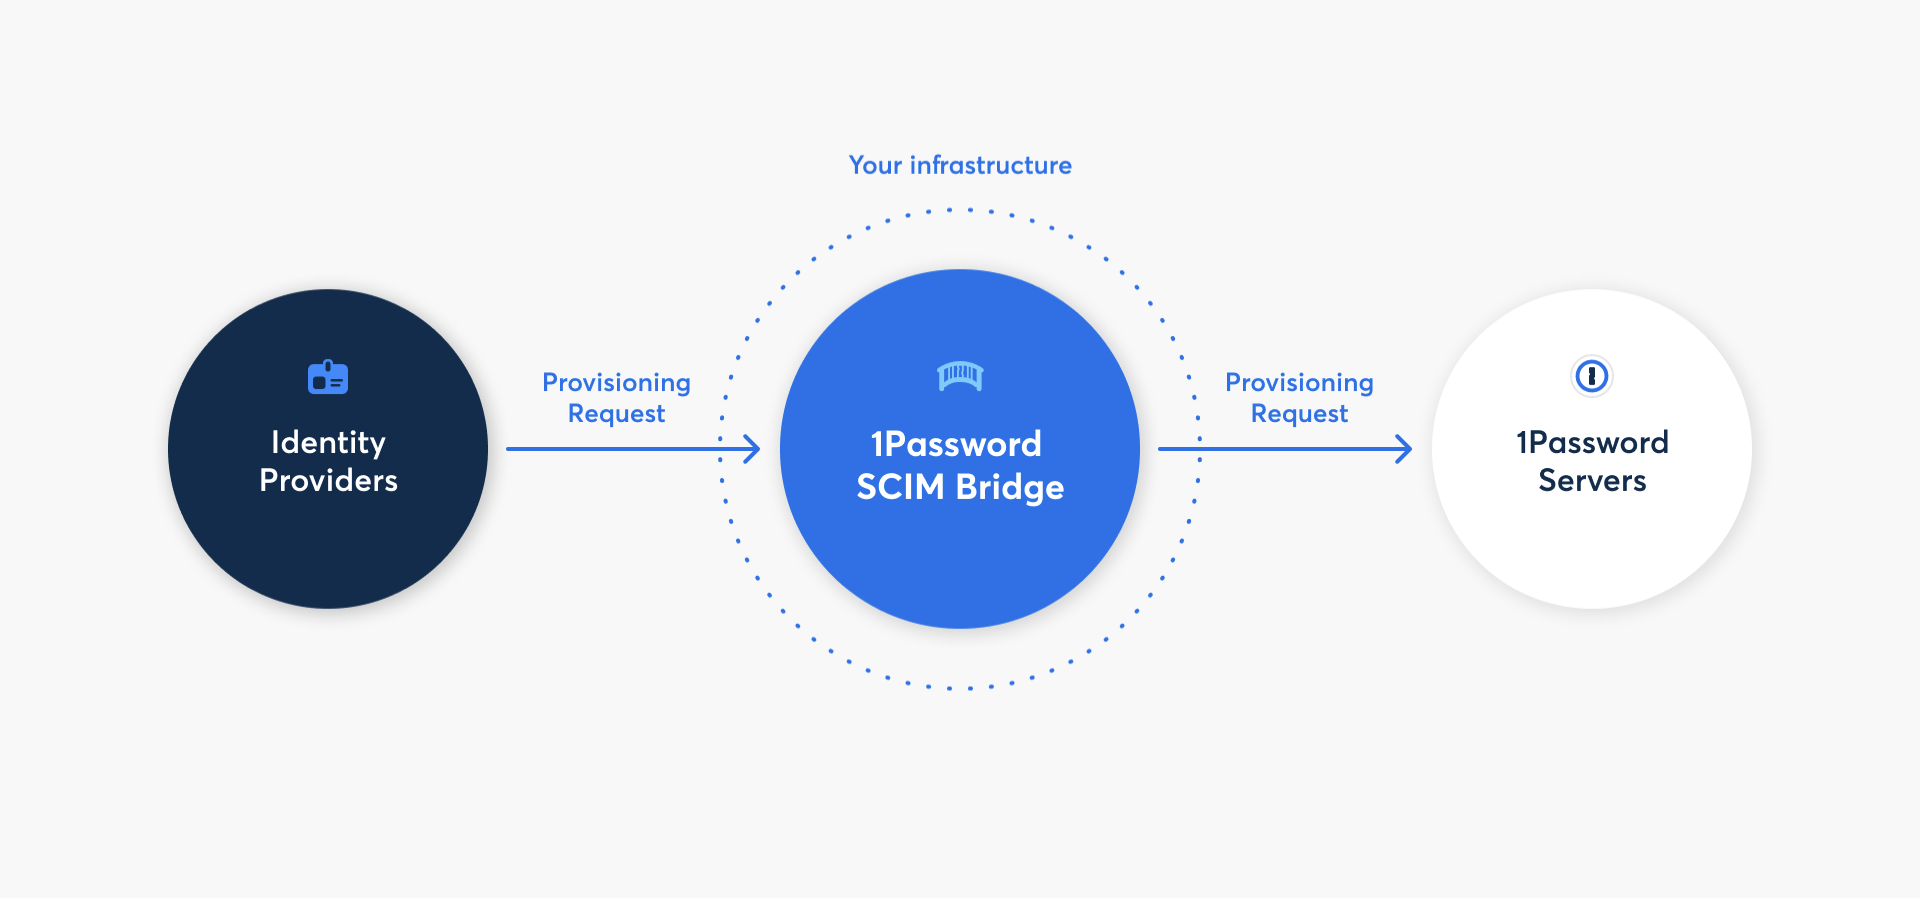 Your infrastructure
Provisioning
Request
Provisioning
Request
Identity
Providers
1Password
SCIM Bridge
1Password
Servers